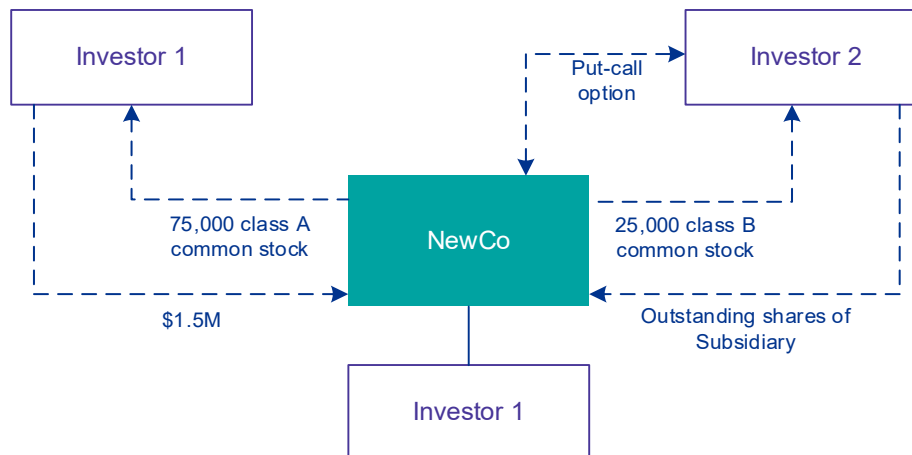 Investor 1
Put-call
option
Investor 2
75,000 class A
common stock
NewCo
25,000 class B
common stock
$1.5M
Outstanding shares of
Subsidiary
Investor 1